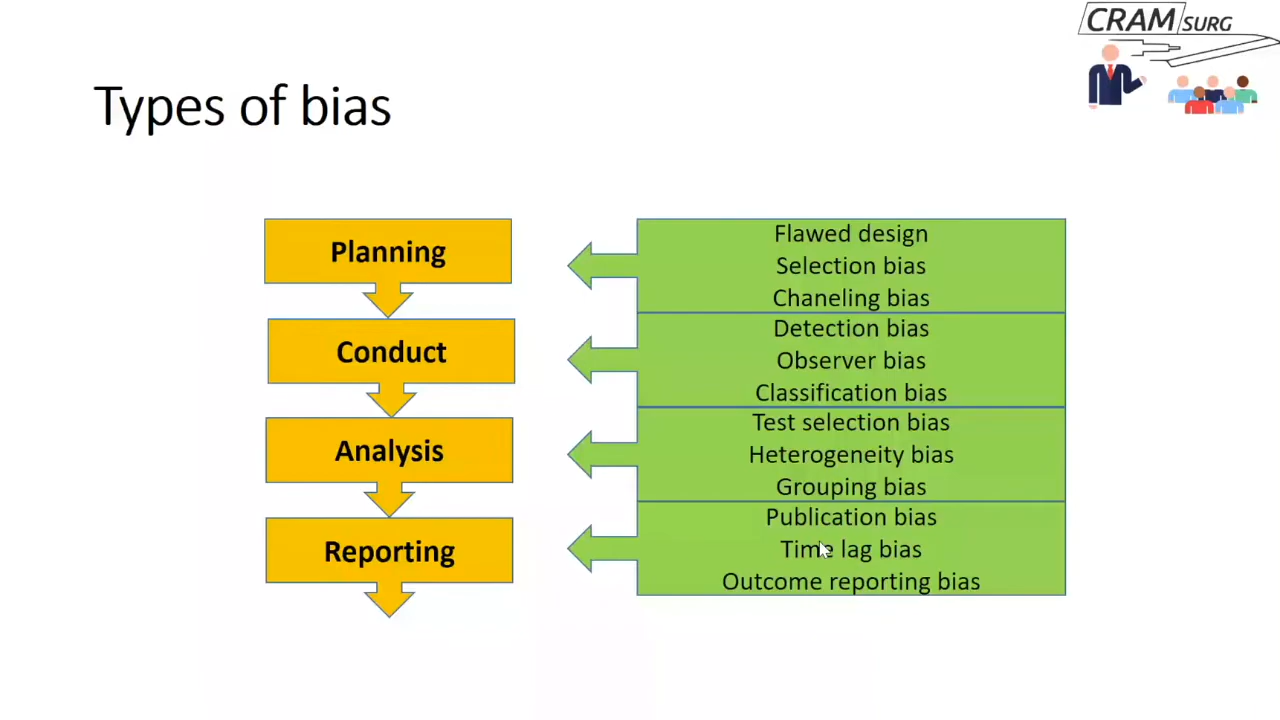 CRAM SURG
Types of bias
Planning
Flawed design
Selection bias
Chaneling bias
Conduct
Detection bias
Observer bias
Classification bias
Analysis
Test selection bias
Heterogeneity bias
Grouping bias
Reporting
Publication bias
Time lag bias
Outcome reporting bias